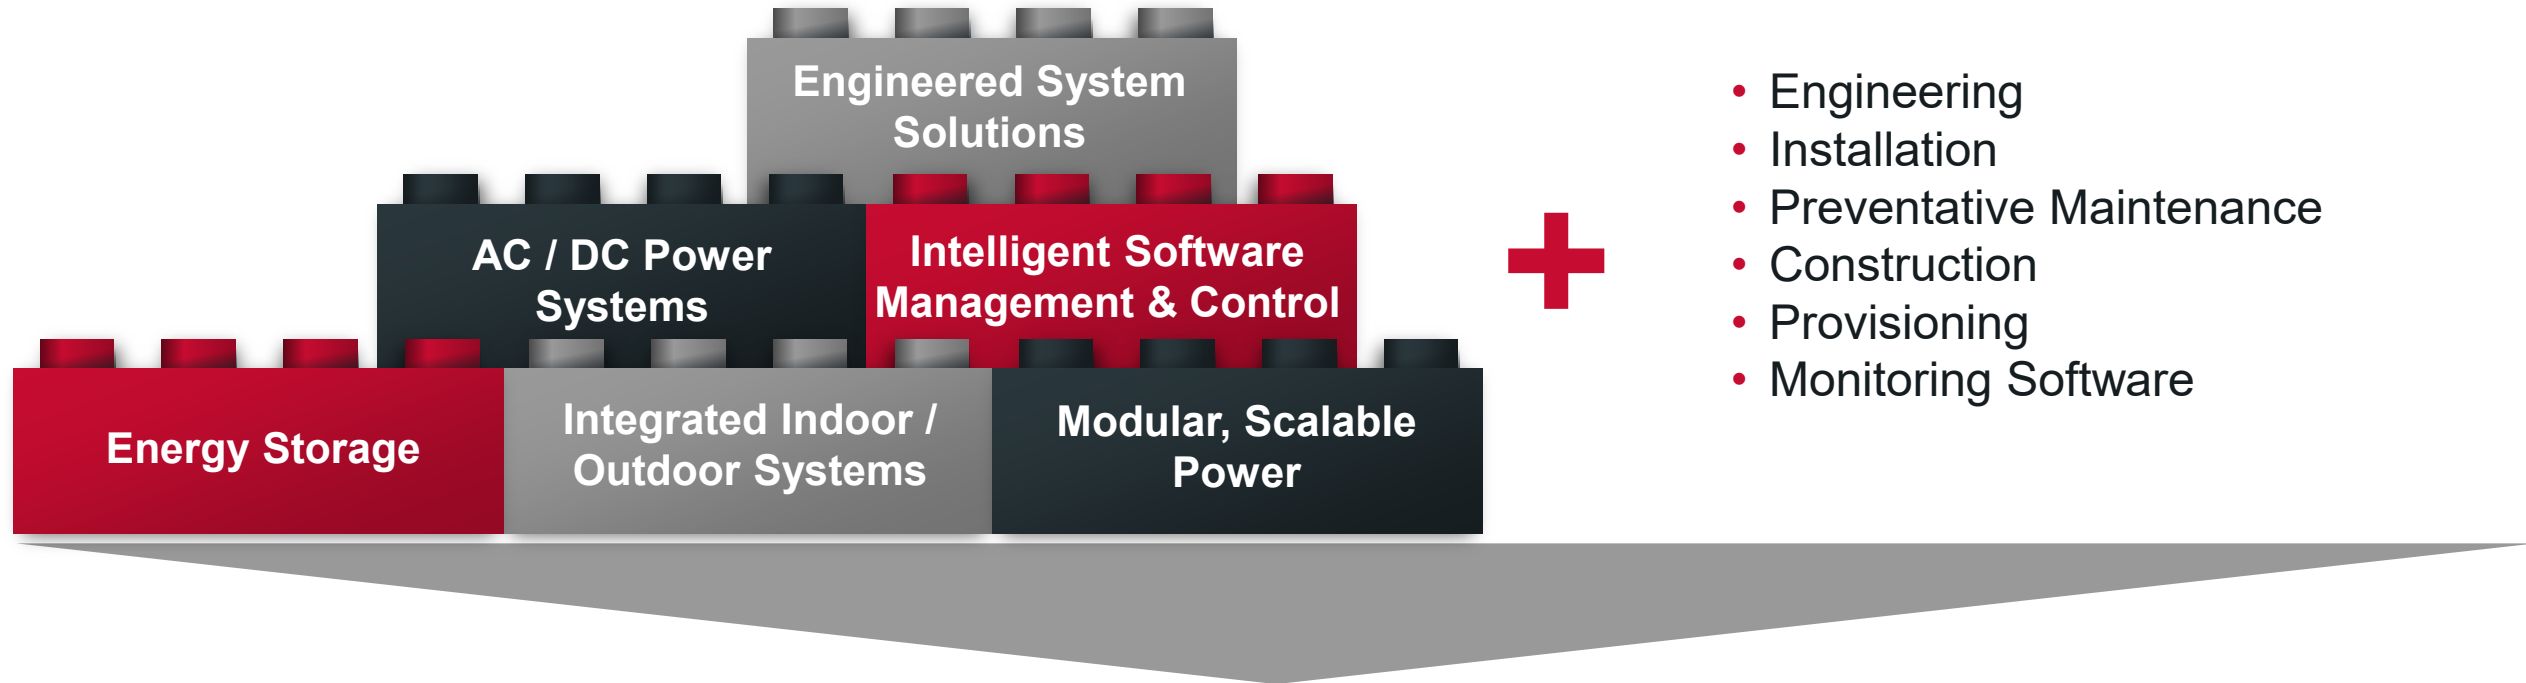 Engineered System
Solutions
AC / DC Power
Systems
Intelligent Software
Management & Control
Energy Storage
Integrated Indoor /
Outdoor Systems
Modular, Scalable
Power
• Engineering
• Installation
• Preventative Maintenance
• Construction
• Provisioning
• Monitoring Software